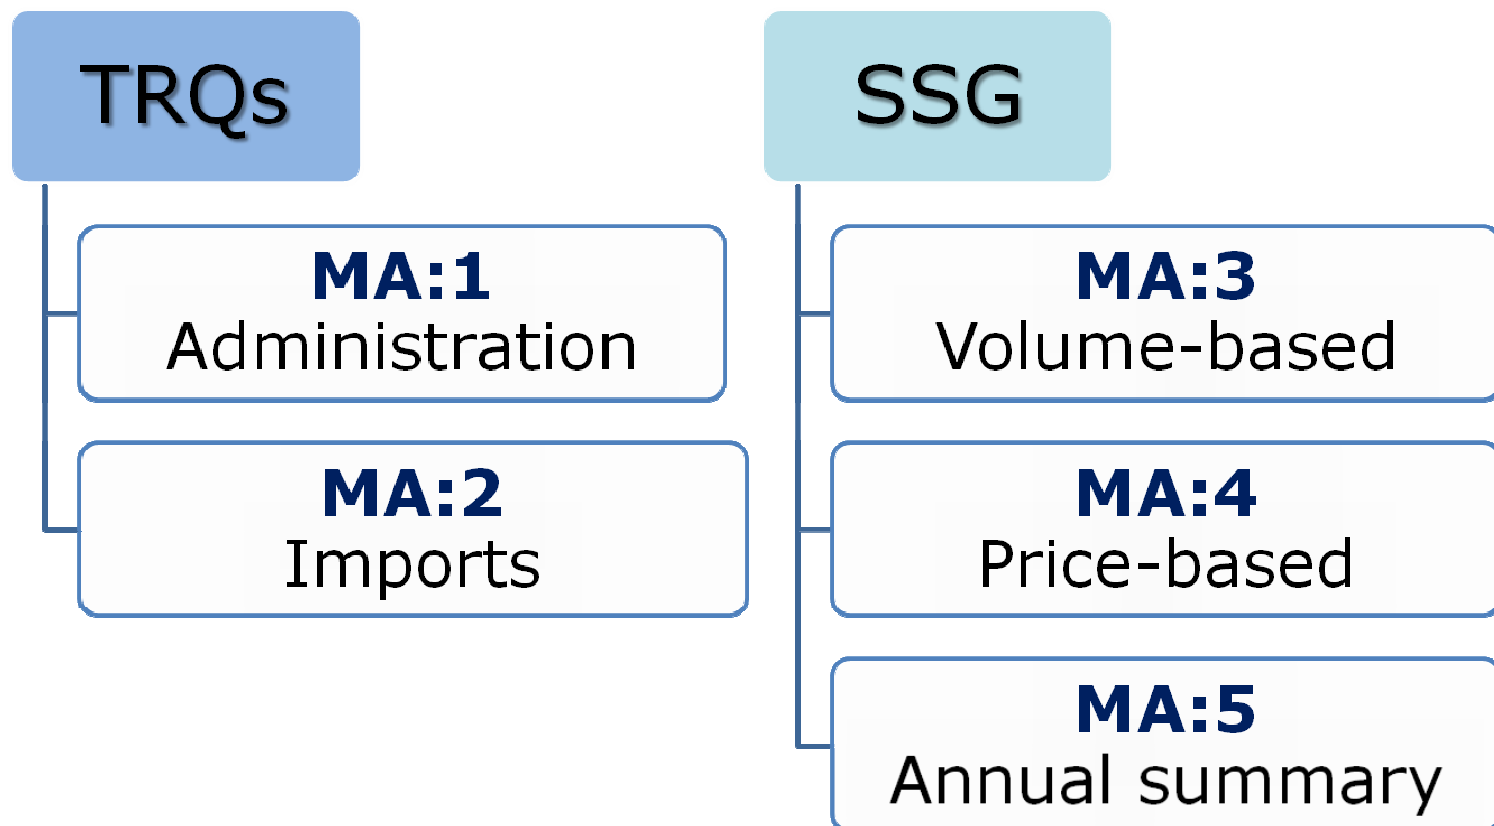 TRQs
MA:1
Administration
MA:2
Imports
SSG
MA:3
Volume-based
MA:4
Price-based
MA:5
Annual summary